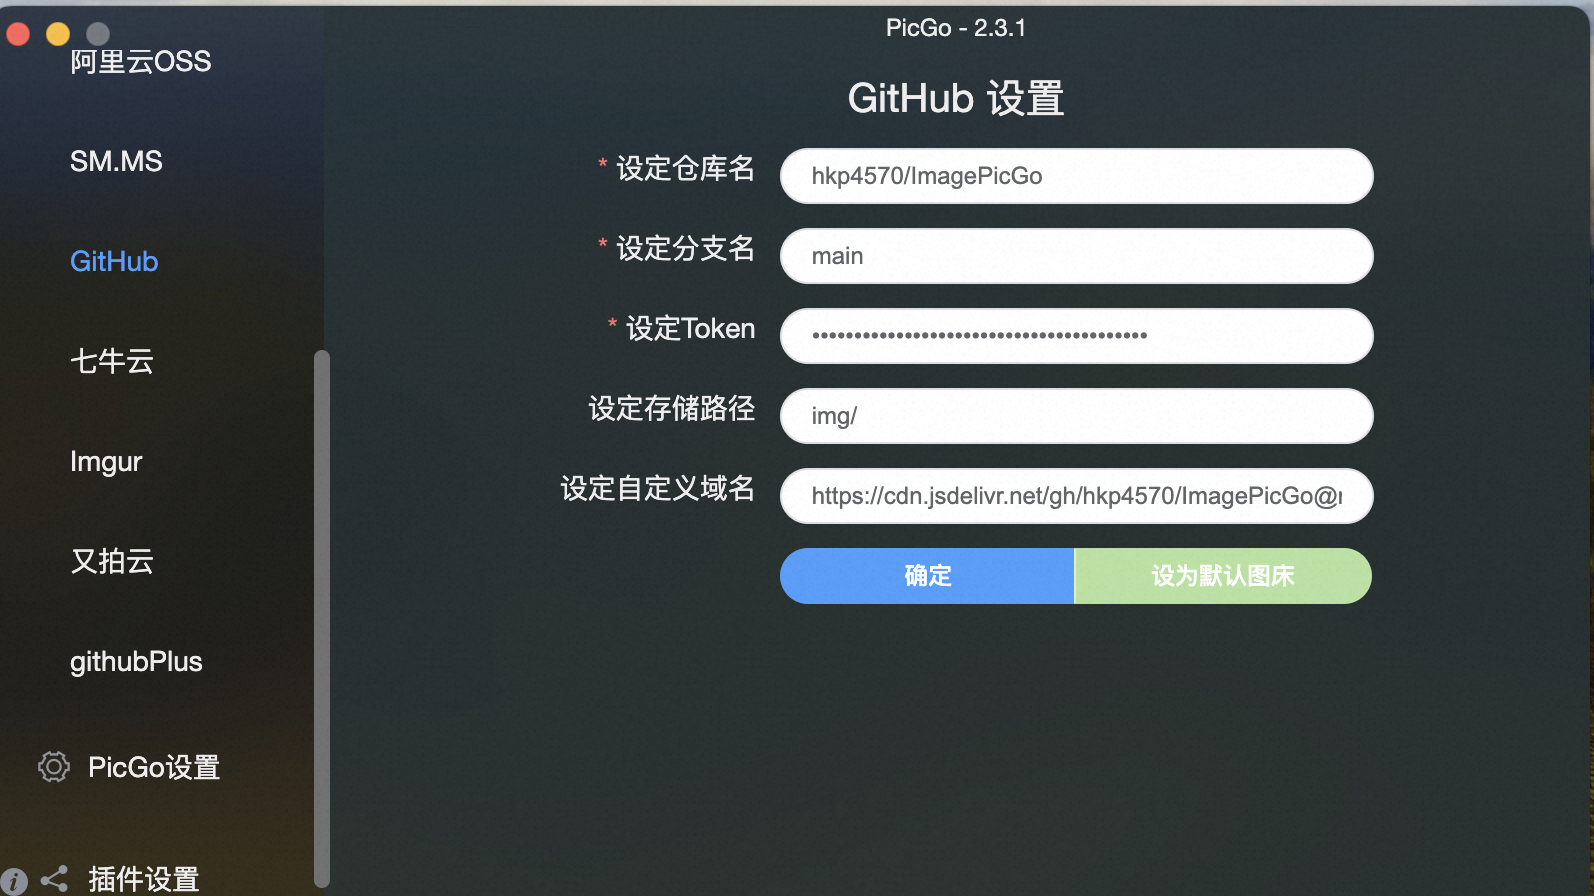 PicGo - 2.3.1
阿里云OSS
SM.MS
GitHub
七牛云
Imgur
又拍云
githubPlus
PicGo设置
插件设置
GitHub 设置
* 设定仓库名
hkp4570/ImagePicGo
* 设定分支名
main
* 设定Token
设定存储路径
img/
设定自定义域名
https://cdn.jsdelivr.net/gh/hkp4570/ImagePicGo@
确定
设为默认图床